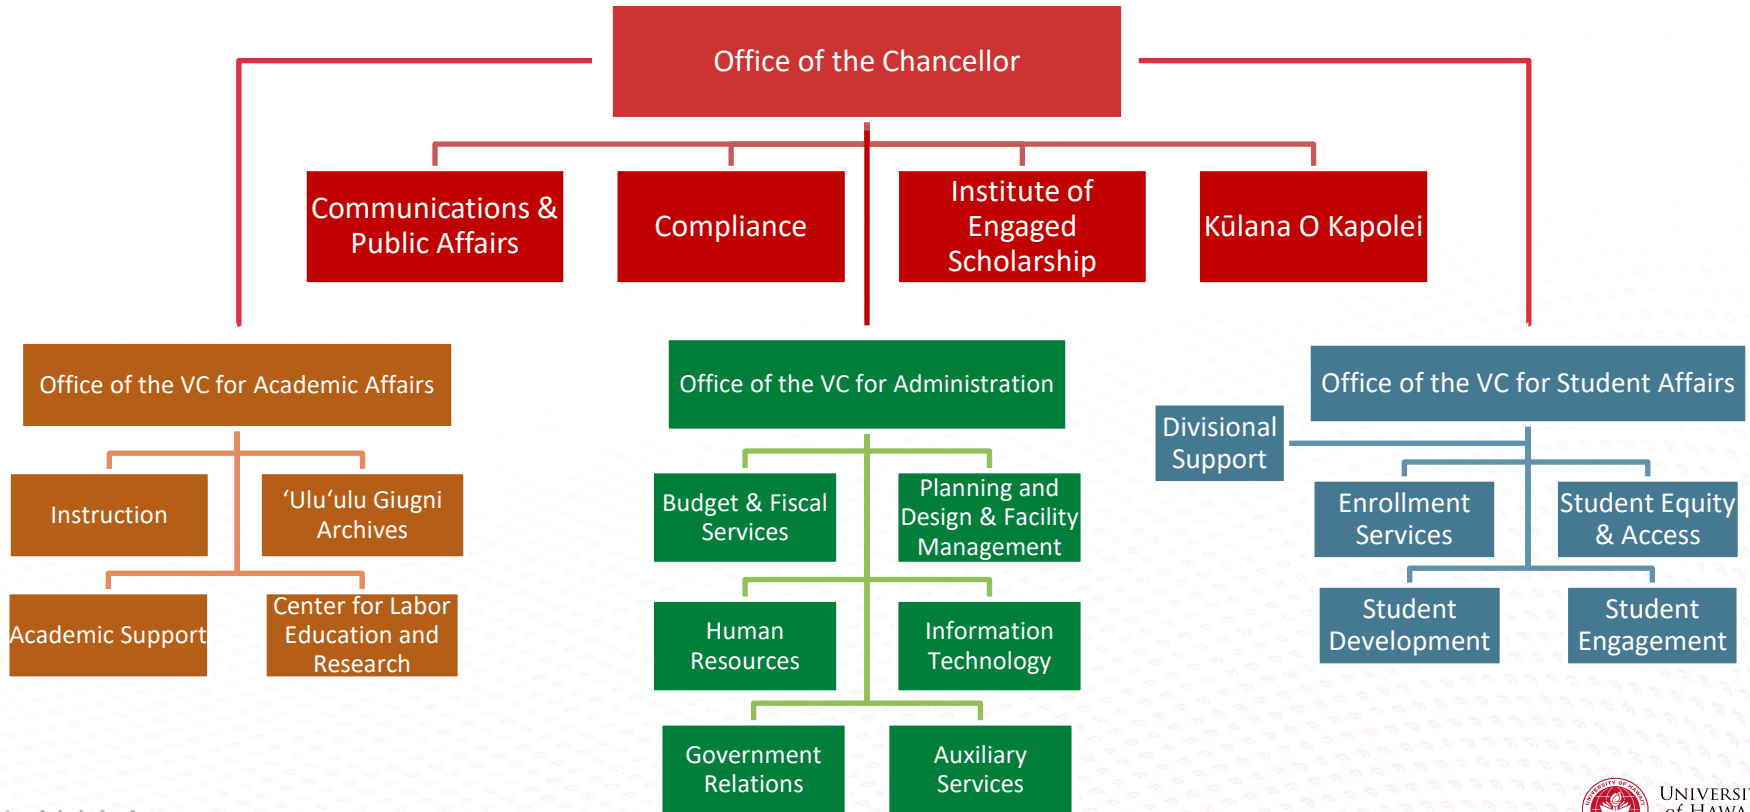 Office of the Chancellor
Communications &
Public Affairs
Compliance
Institute of
Engaged
Scholarship
Kūlana O Kapolei
Office of the VC for Academic Affairs
Office of the VC for Administration
Office of the VC for Student Affairs
Divisional
Support
Instruction
‘Ulu‘ulu Giugni
Archives
Budget & Fiscal
Services
Planning and
Design & Facility
Management
Enrollment
Services
Student Equity
& Access
Academic Support
Center for Labor
Education and
Research
Human
Resources
Information
Technology
Student
Development
Student
Engagement
Government
Relations
Auxiliary
Services